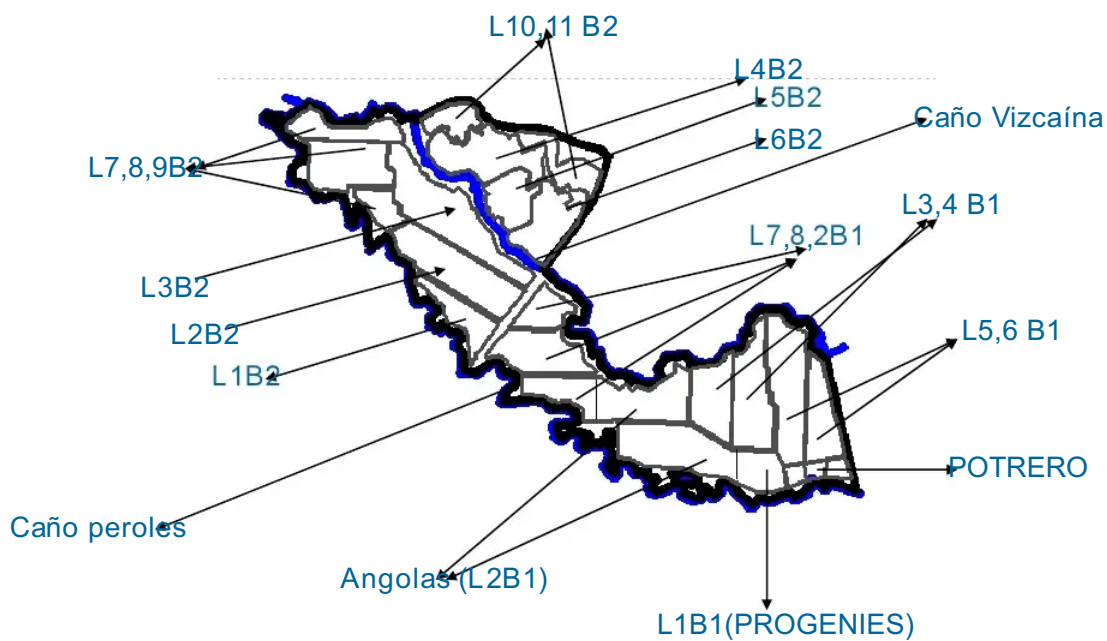 L10,11 B2
L4B2
L5B2
Caño Vizcaína
L6B2
L7,8,9B2
L3,4 B1
L7,8,2B1
L3B2
L2B2
L5,6 B1
L1B2
POTRERO
Caño peroles
Angolas (L2B1)
L1B1(PROGENIES)